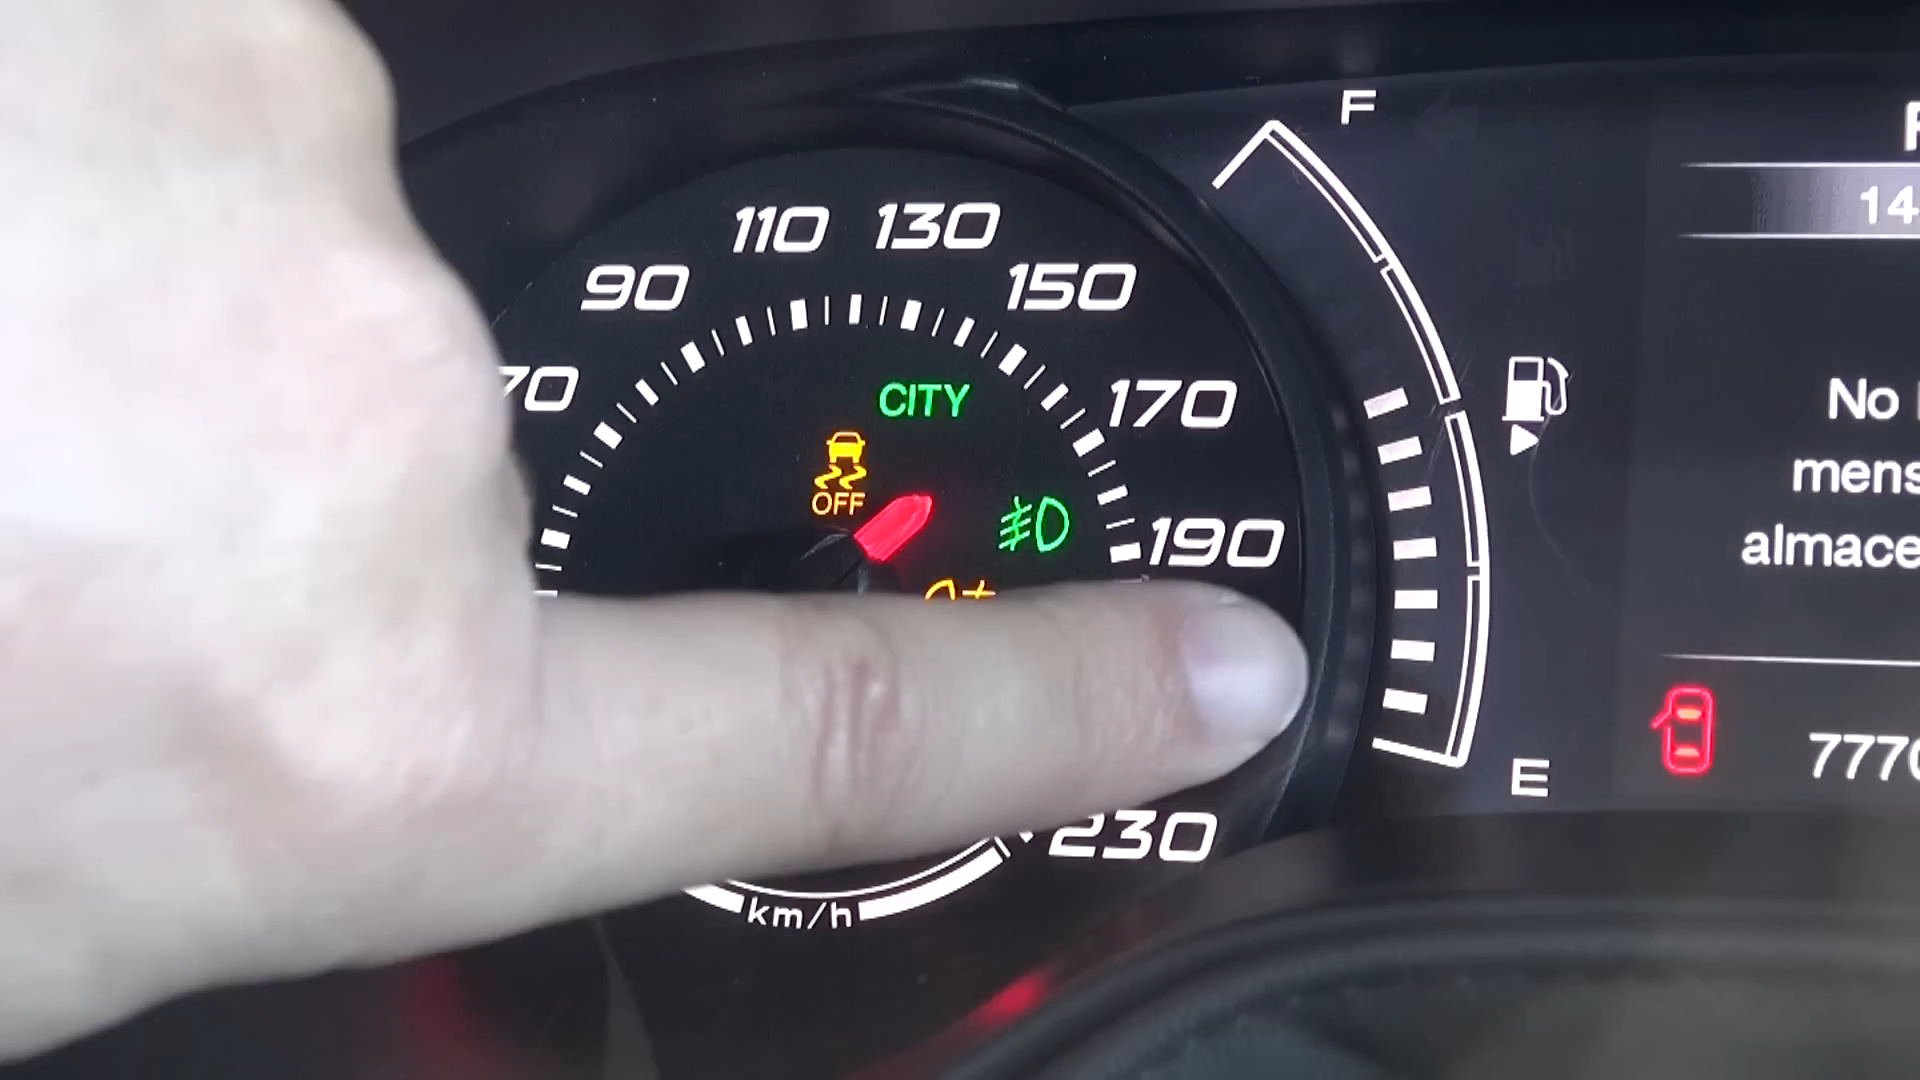 F
110 130
90 150
70 170
CITY
OFF
190
230
km/h
E
14
No
mens
almace
7770